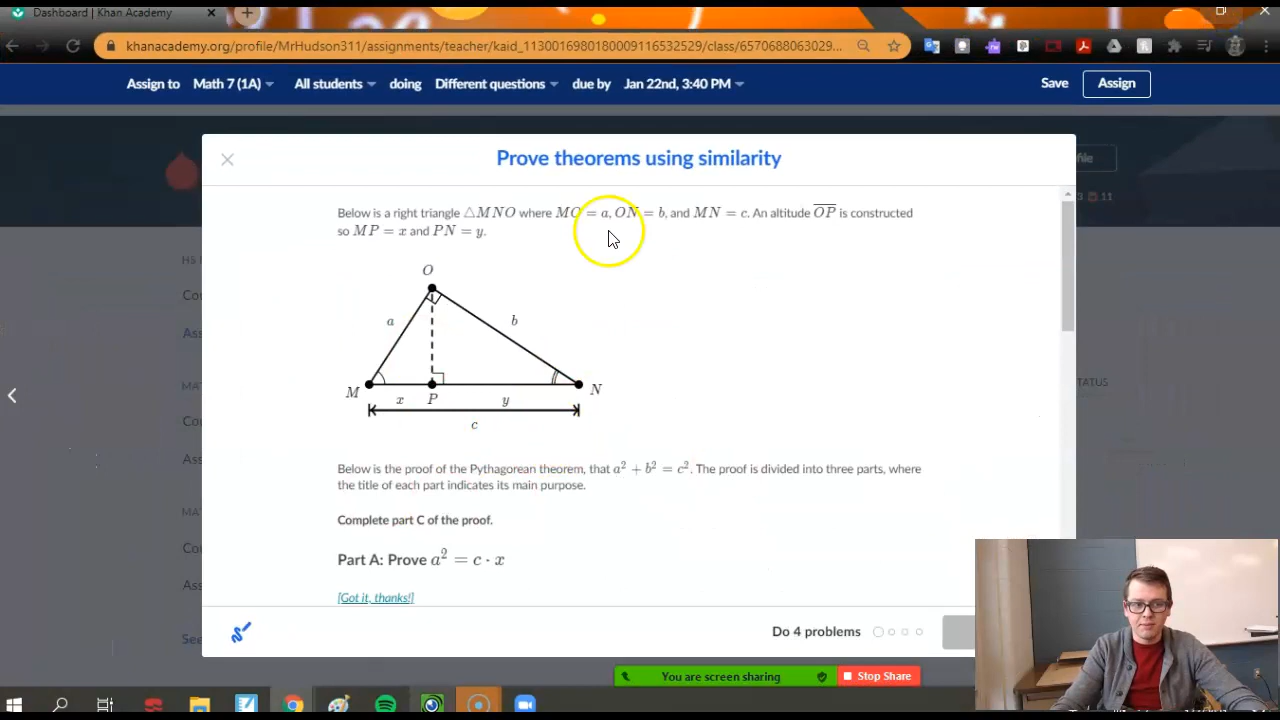 Dashboard | Khan Academy
khanacademy.org/profile/MrHudson311/assignments/teacher/kaid_1130016980180009116532529/class/6570688063029...
Assign to Math 7 (1A) All students doing Different questions due by Jan 22nd, 3:40 PM Save Assign
Prove theorems using similarity
file
3 11
Below is a right triangle △MNO where MO = a, ON = b, and MN = c. An altitude OP is constructed
so MP = x and PN = y.
O
a
b
M
N
x
P
y
c
Below is the proof of the Pythagorean theorem, that a² + b² = c². The proof is divided into three parts, where
the title of each part indicates its main purpose.
Complete part C of the proof.
Part A: Prove a² = c · x
[Got it, thanks!]
Do 4 problems
You are screen sharing
Stop Share